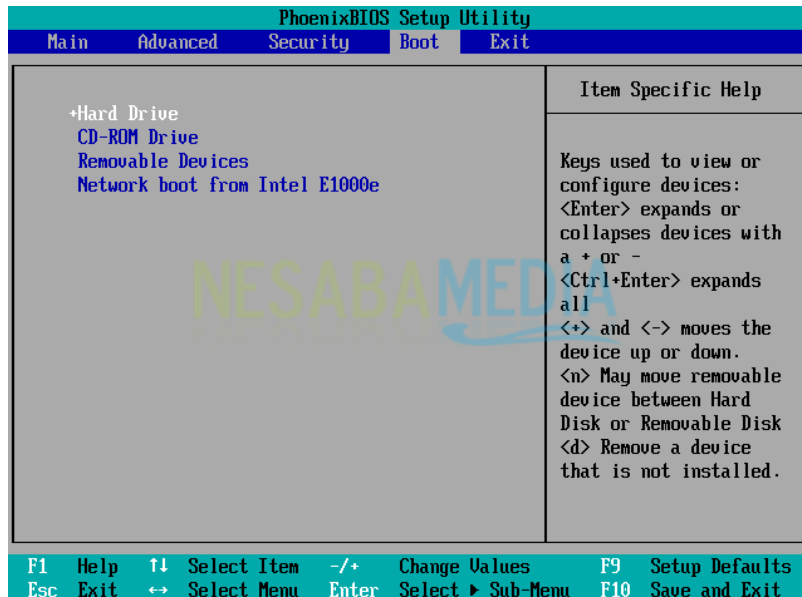 PhoenixBIOS Setup Utility
Main Advanced Security Boot Exit
+Hard Drive
CD-ROM Drive
Removable Devices
Network boot from Intel E1000e
Item Specific Help
Keys used to view or
configure devices:
<Enter> expands or
collapses devices with
a + or -
<Ctrl+Enter> expands
all
<+> and <-> moves the
device up or down.
<n> May move removable
device between Hard
Disk or Removable Disk
<d> Remove a device
that is not installed.
NESABAMEDIA
F1 Help ↑↓ Select Item -/+ Change Values F9 Setup Defaults
Esc Exit ↔ Select Menu Enter Select ▶ Sub-Menu F10 Save and Exit